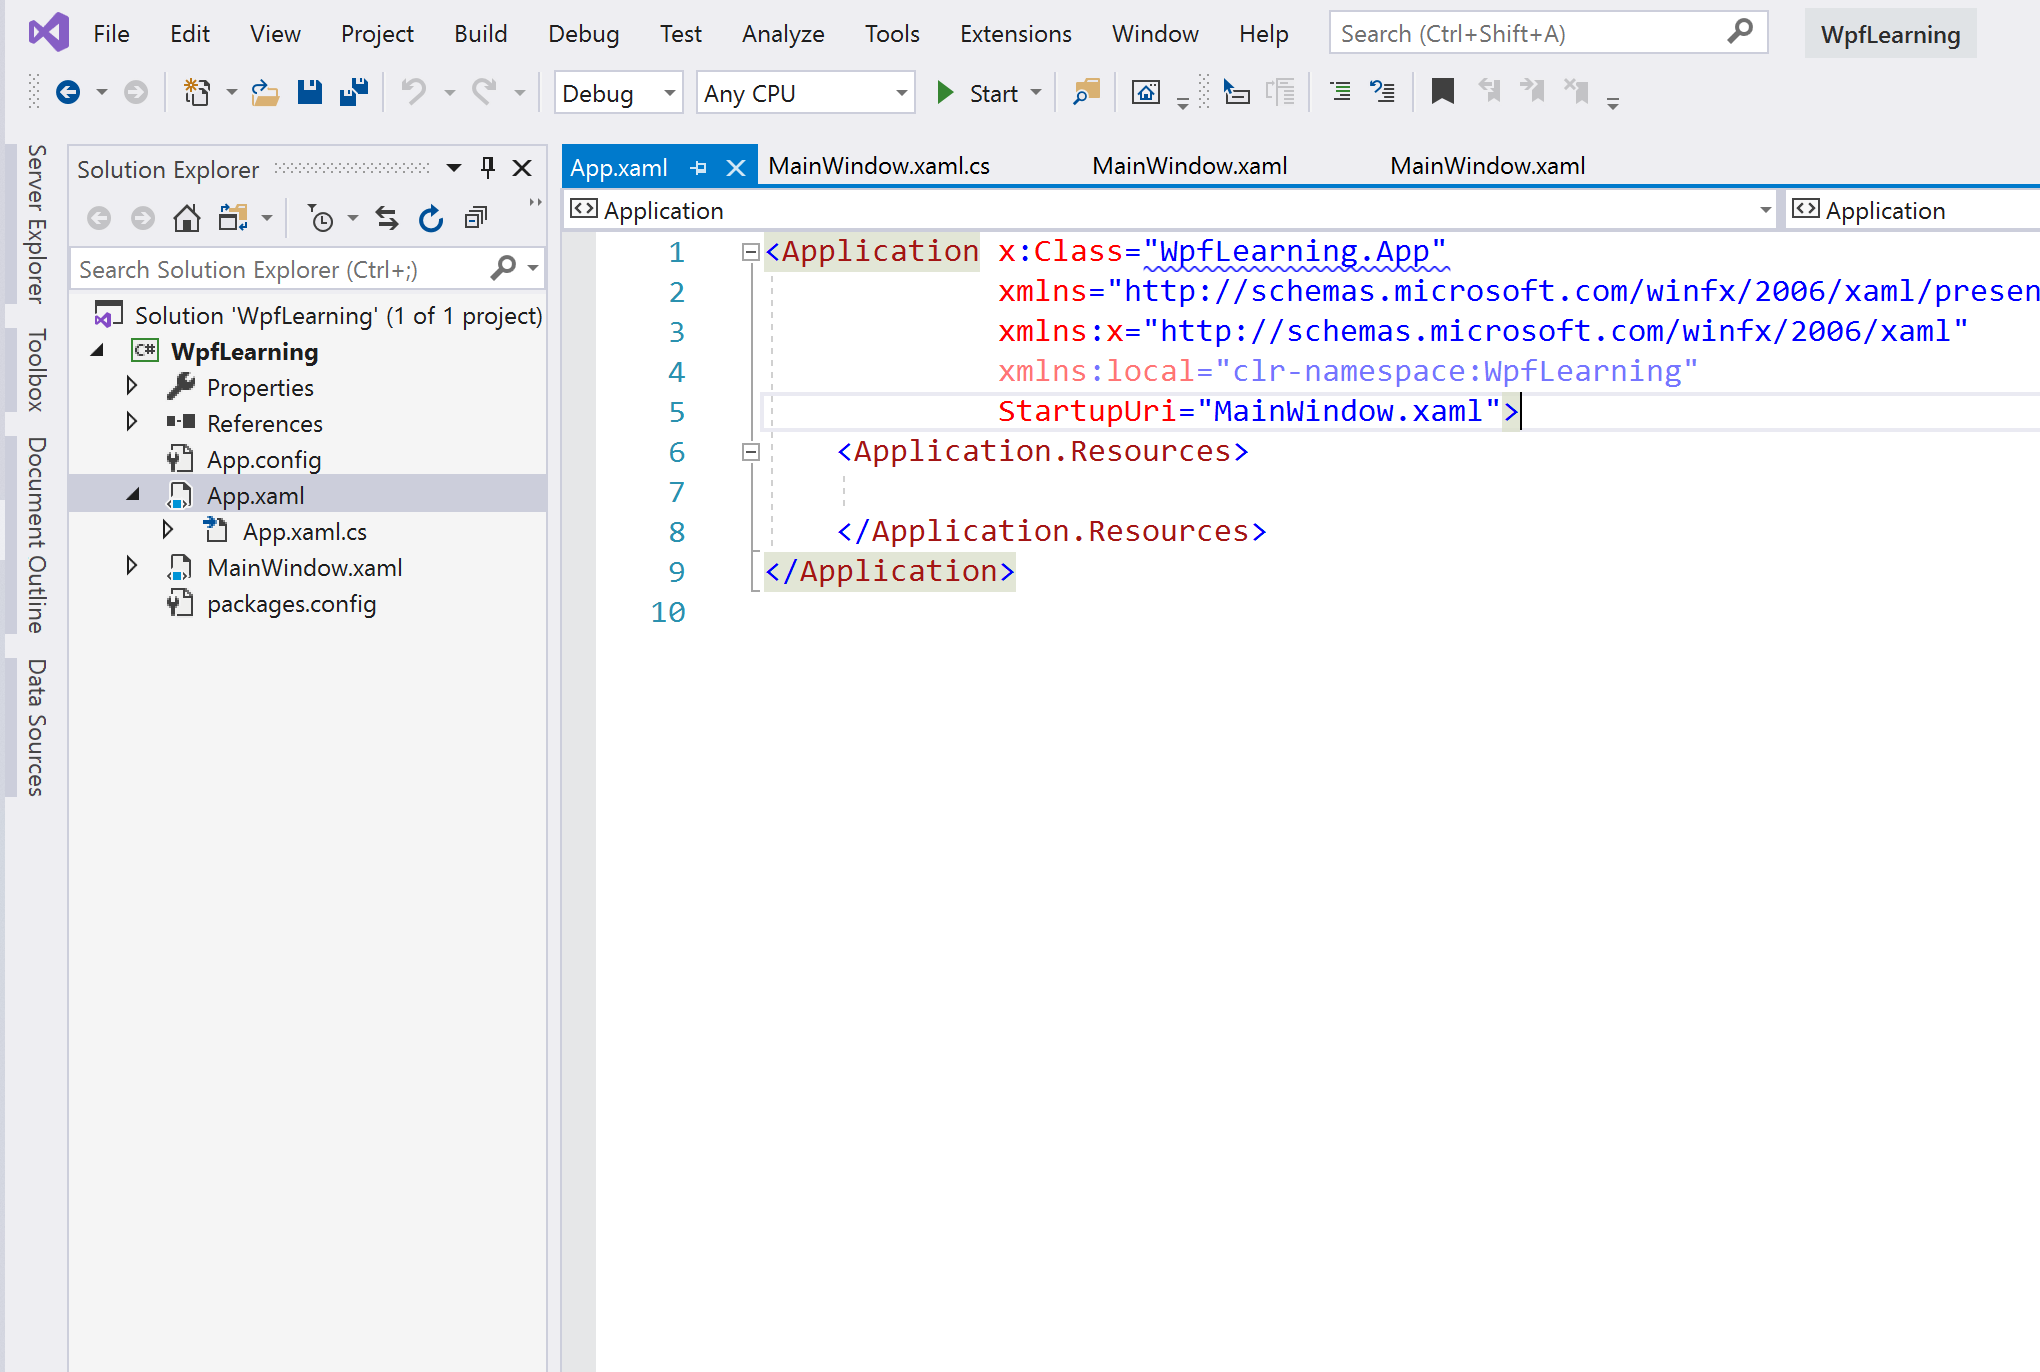 File Edit View Project Build Debug Test Analyze Tools Extensions Window Help Search (Ctrl+Shift+A) WpfLearning
Debug Any CPU Start
Server Explorer
Toolbox
Document Outline
Data Sources
Solution Explorer
Search Solution Explorer (Ctrl+;)
Solution 'WpfLearning' (1 of 1 project)
C# WpfLearning
Properties
References
App.config
App.xaml
App.xaml.cs
MainWindow.xaml
packages.config
App.xaml MainWindow.xaml.cs MainWindow.xaml MainWindow.xaml
Application Application
1 <Application x:Class="WpfLearning.App"
2 xmlns="http://schemas.microsoft.com/winfx/2006/xaml/presen
3 xmlns:x="http://schemas.microsoft.com/winfx/2006/xaml"
4 xmlns:local="clr-namespace:WpfLearning"
5 StartupUri="MainWindow.xaml">
6 <Application.Resources>
7
8 </Application.Resources>
9 </Application>
10